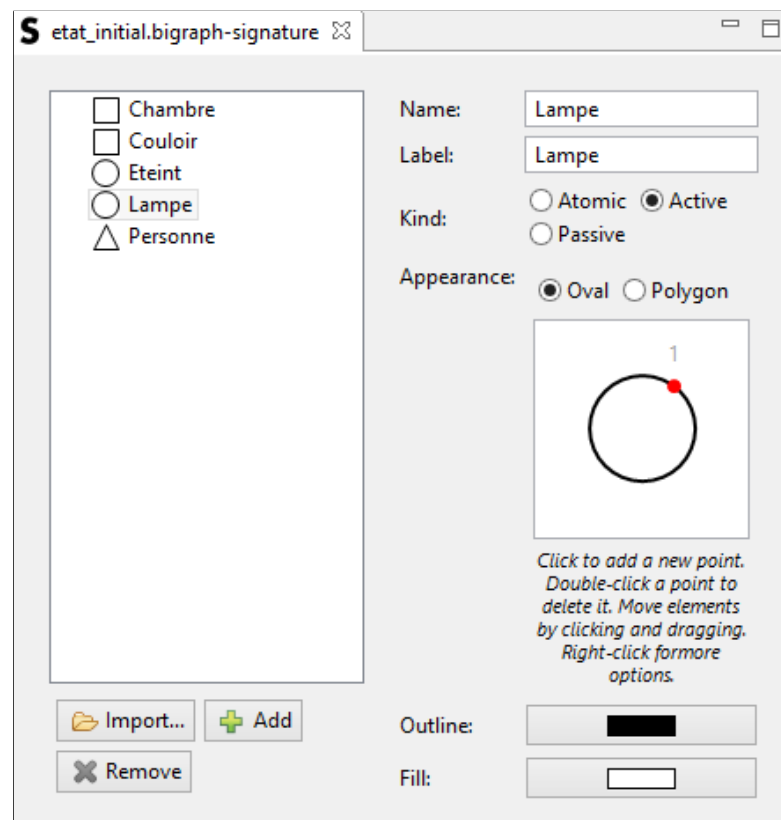 S etat_initial.bigraph-signature
Chambre
Couloir
Eteint
Lampe
Personne
Import...
Add
Remove
Name: Lampe
Label: Lampe
Kind:
Atomic Active
Passive
Appearance:
Oval Polygon
1
Click to add a new point.
Double-click a point to
delete it. Move elements
by clicking and dragging.
Right-click formore
options.
Outline:
Fill: